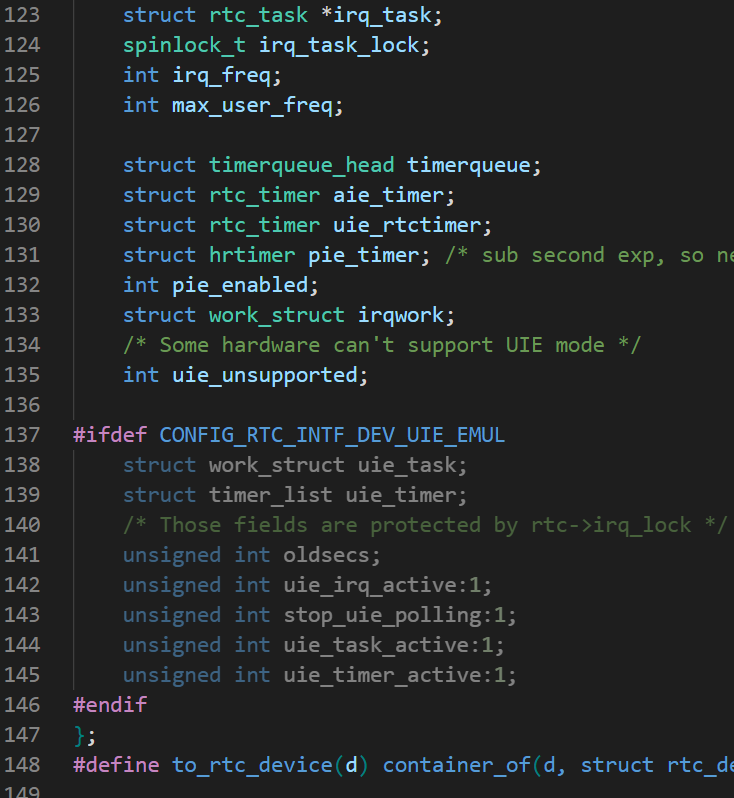 123 struct rtc_task *irq_task;
124 spinlock_t irq_task_lock;
125 int irq_freq;
126 int max_user_freq;
127
128 struct timerqueue_head timerqueue;
129 struct rtc_timer aie_timer;
130 struct rtc_timer uie_rtctimer;
131 struct hrtimer pie_timer; /* sub second exp, so ne
132 int pie_enabled;
133 struct work_struct irqwork;
134 /* Some hardware can't support UIE mode */
135 int uie_unsupported;
136
137 #ifdef CONFIG_RTC_INTF_DEV_UIE_EMUL
138 struct work_struct uie_task;
139 struct timer_list uie_timer;
140 /* Those fields are protected by rtc->irq_lock */
141 unsigned int oldsecs;
142 unsigned int uie_irq_active:1;
143 unsigned int stop_uie_polling:1;
144 unsigned int uie_task_active:1;
145 unsigned int uie_timer_active:1;
146 #endif
147 };
148 #define to_rtc_device(d) container_of(d, struct rtc_de
149